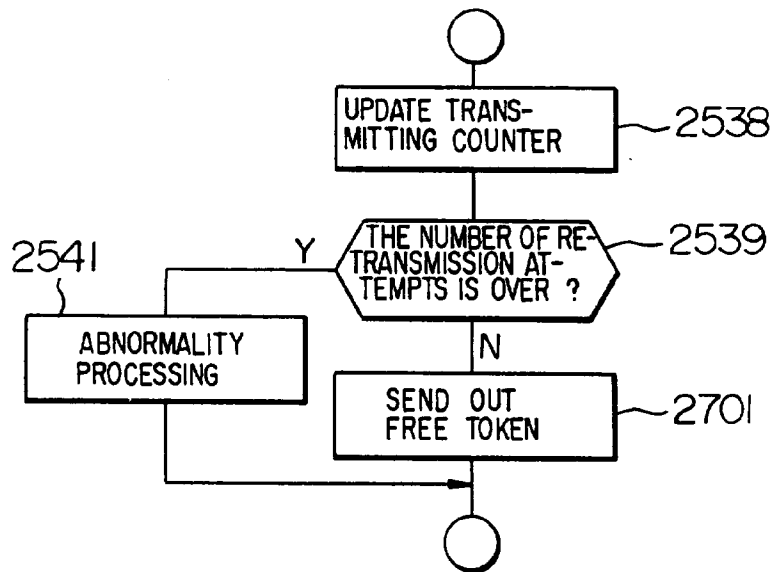 UPDATE TRANS-
MITTING COUNTER
2538
THE NUMBER OF RE-
TRANSMISSION AT-
TEMPTS IS OVER ?
2539
Y
2541
ABNORMALITY
PROCESSING
N
SEND OUT
FREE TOKEN
2701